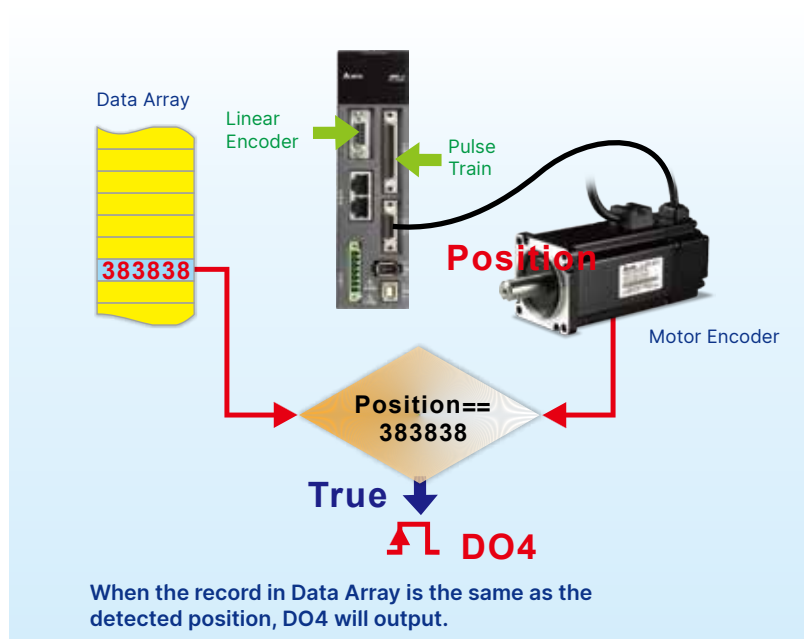 Data Array
Linear
Encoder
Pulse
Train
Position
383838
Motor Encoder
Position==
383838
True
DO4
When the record in Data Array is the same as the
detected position, DO4 will output.